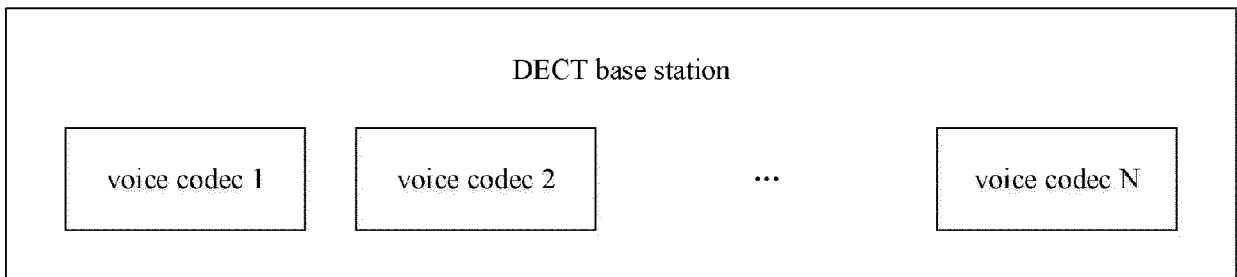 DECT base station
voice codec 1 voice codec 2 ... voice codec N